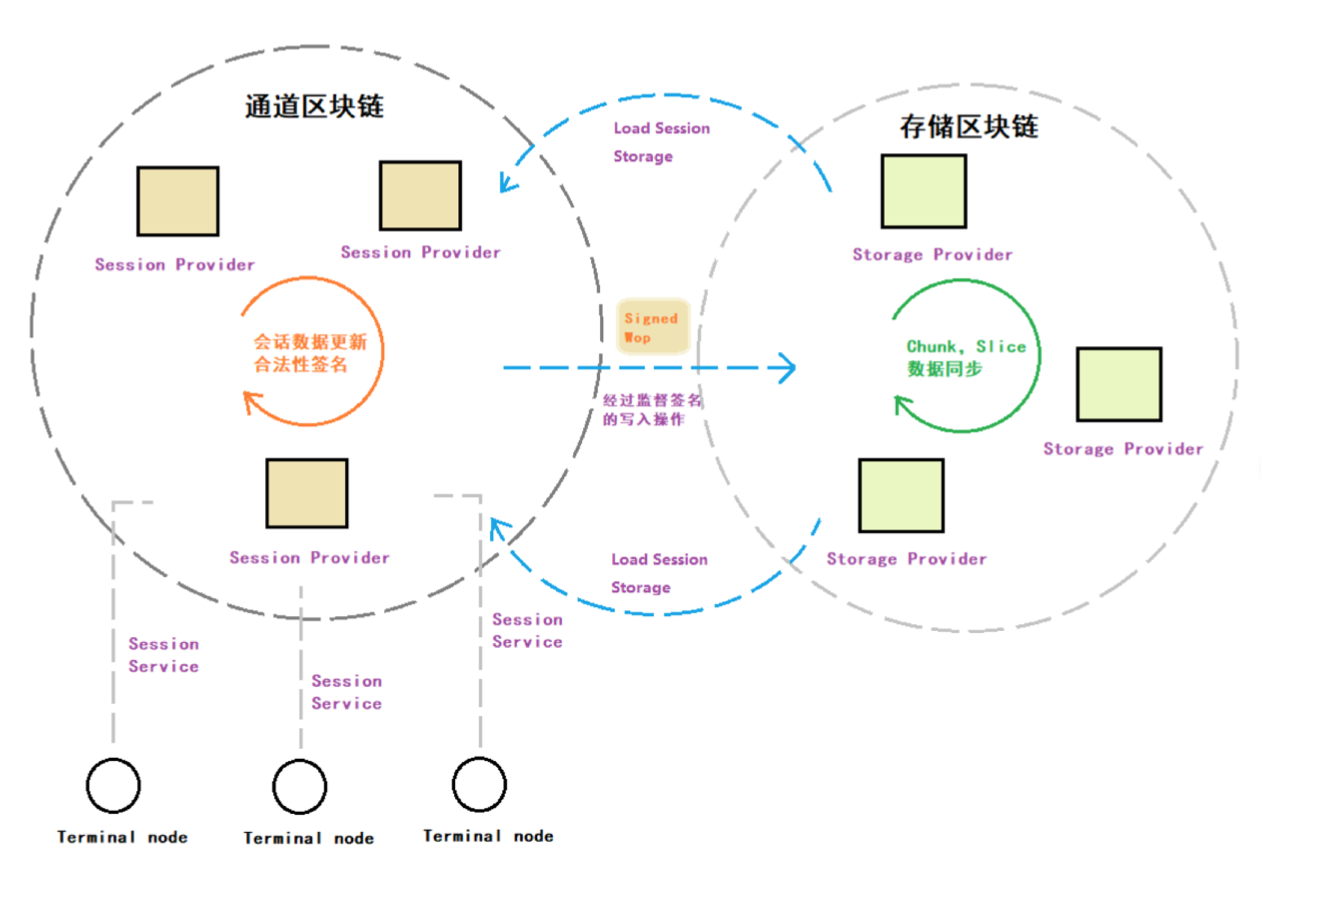 通道区块链
存储区块链
Load Session
Storage
Session Provider
Session Provider
Storage Provider
会话数据更新
合法性签名
Signed
Wop
经过监督签名
的写入操作
Chunk, Slice
数据同步
Storage Provider
Session Provider
Load Session
Storage
Storage Provider
Session
Service
Session
Service
Session
Service
Terminal node
Terminal node
Terminal node